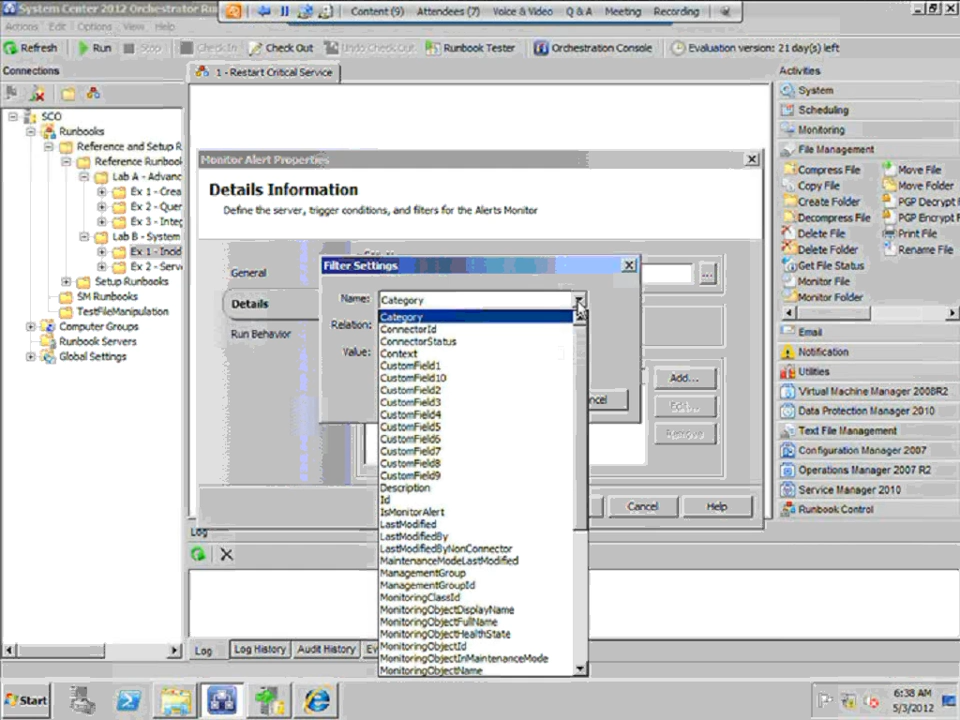 System Center 2012 Orchestrator Ru
Content (9) Attendees (7) Voice & Video Q & A Meeting Recording
Actions Edit Options View Help
Refresh Run Stop Check In Check Out Undo Check Out Runbook Tester Orchestration Console Evaluation version: 21 day(s) left
Connections
1 - Restart Critical Service
Activities
SCO
Runbooks
Reference and Setup R
Reference Runbook
Lab A - Advanc
Ex 1 - Crea
Ex 2 - Quer
Ex 3 - Integ
Lab B - System
Ex 1 - Incid
Ex 2 - Serv
Setup Runbooks
SM Runbooks
TestFileManipulation
Computer Groups
Runbook Servers
Global Settings
Monitor Alert Properties
Details Information
Define the server, trigger conditions, and filters for the Alerts Monitor
General
Details
Run Behavior
...
Add...
Edit...
Remove
Cancel
Help
Filter Settings
Name: Category
Relation:
Value:
ncel
Category
ConnectorId
ConnectorStatus
Context
CustomField1
CustomField10
CustomField2
CustomField3
CustomField4
CustomField5
CustomField6
CustomField7
CustomField8
CustomField9
Description
Id
IsMonitorAlert
LastModified
LastModifiedBy
LastModifiedByNonConnector
MaintenanceModeLastModified
ManagementGroup
ManagementGroupId
MonitoringClassId
MonitoringObjectDisplayName
MonitoringObjectFullName
MonitoringObjectHealthState
MonitoringObjectId
MonitoringObjectInMaintenanceMode
MonitoringObjectName
System
Scheduling
Monitoring
File Management
Compress File Move File
Copy File Move Folder
Create Folder PGP Decrypt F
Decompress File PGP Encrypt F
Delete File Print File
Delete Folder Rename File
Get File Status
Monitor File
Monitor Folder
Email
Notification
Utilities
Virtual Machine Manager 2008R2
Data Protection Manager 2010
Text File Management
Configuration Manager 2007
Operations Manager 2007 R2
Service Manager 2010
Runbook Control
Log
Log Log History Audit History Ev
Start
6:38 AM
5/3/2012